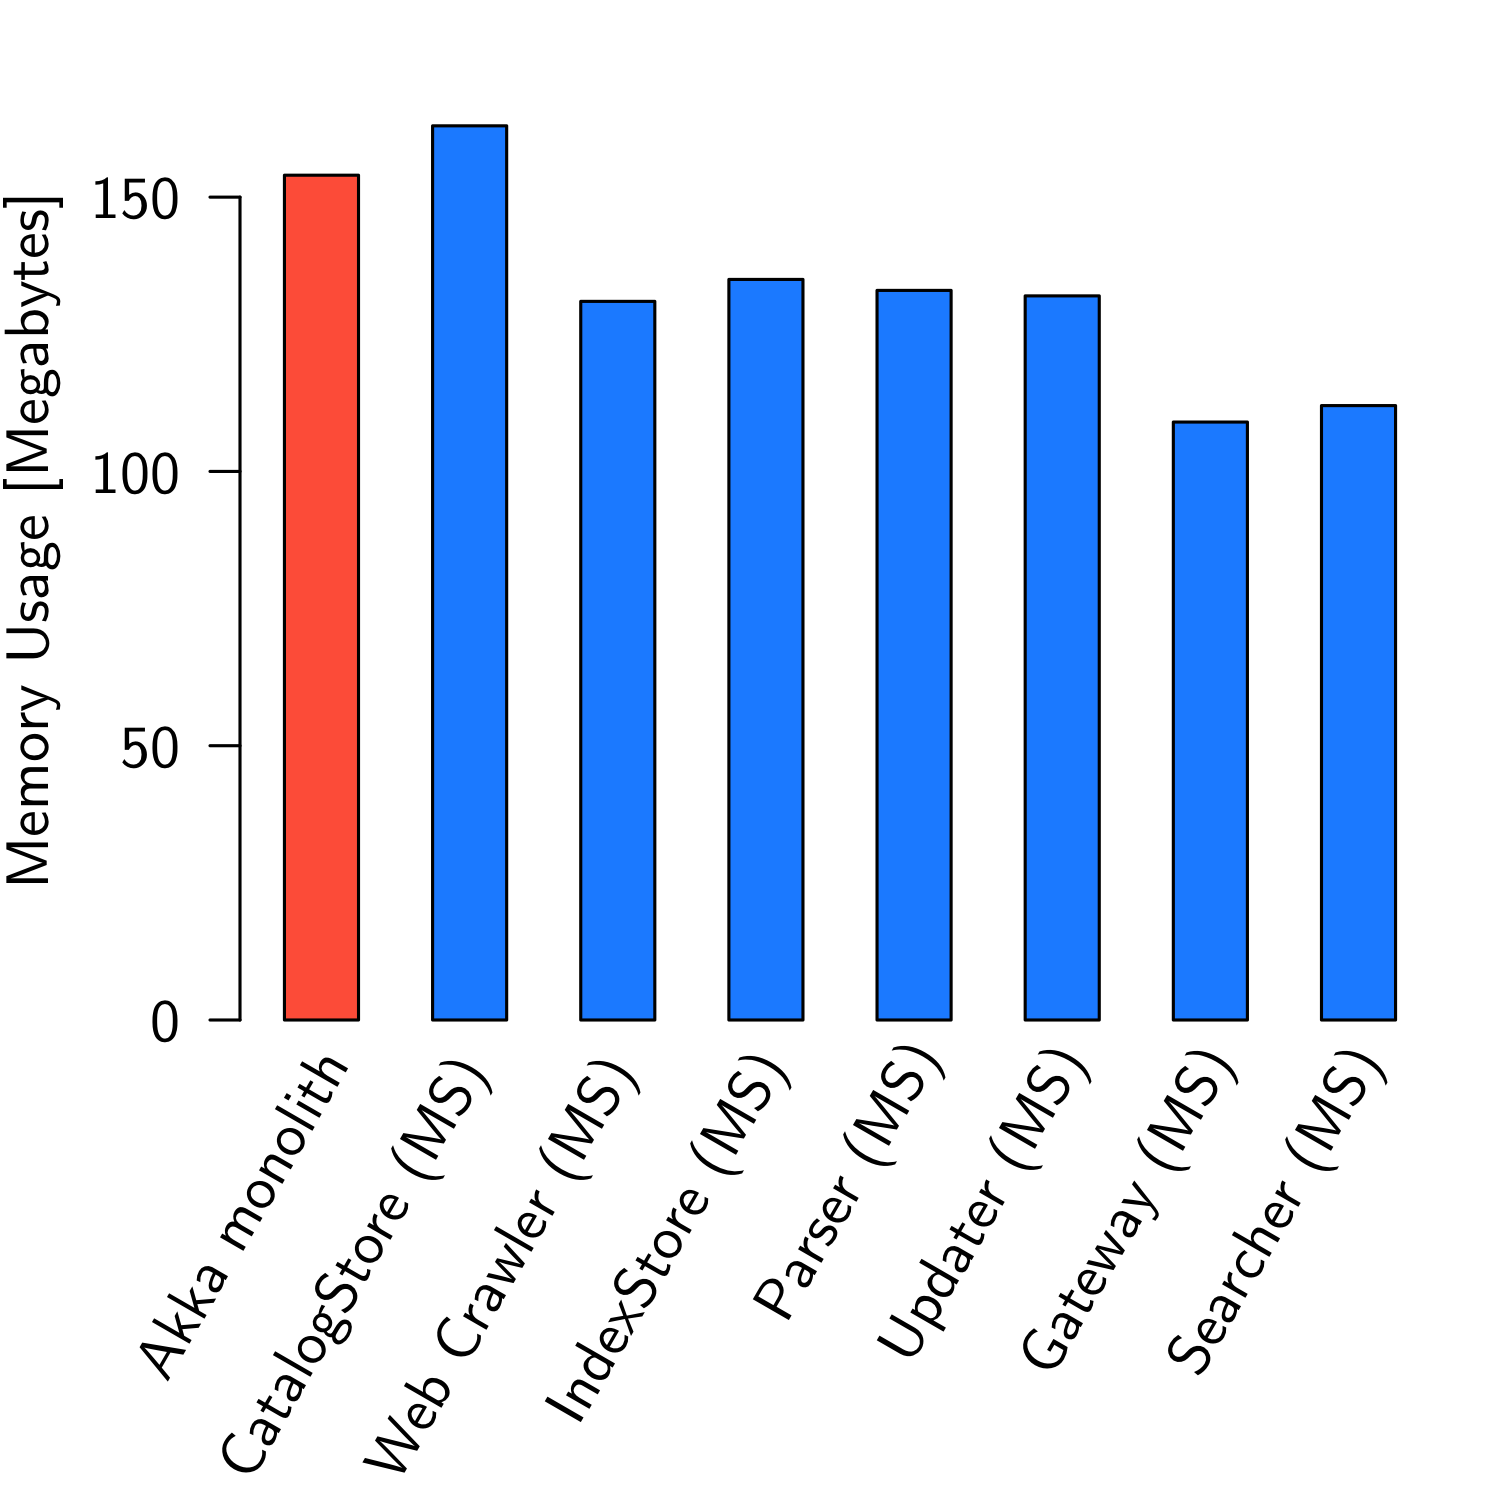 Memory Usage [Megabytes]
150
100
50
0
Akka monolith
CatalogStore (MS)
Web Crawler (MS)
IndexStore (MS)
Parser (MS)
Updater (MS)
Gateway (MS)
Searcher (MS)